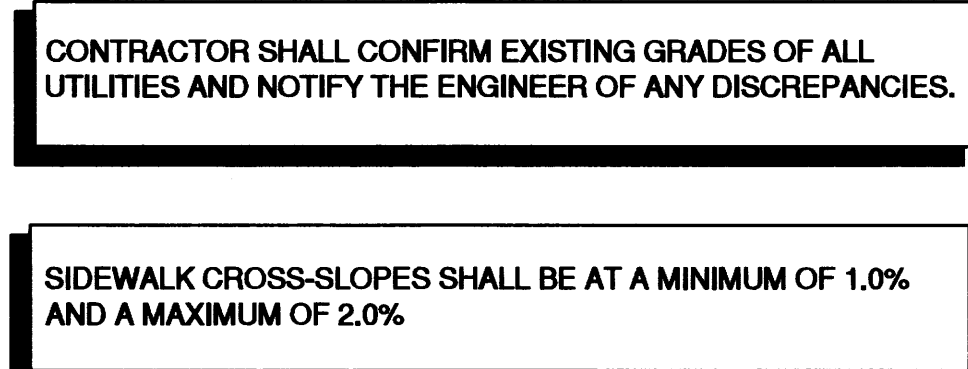 CONTRACTOR SHALL CONFIRM EXISTING GRADES OF ALL
UTILITIES AND NOTIFY THE ENGINEER OF ANY DISCREPANCIES.
SIDEWALK CROSS-SLOPES SHALL BE AT A MINIMUM OF 1.0%
AND A MAXIMUM OF 2.0%